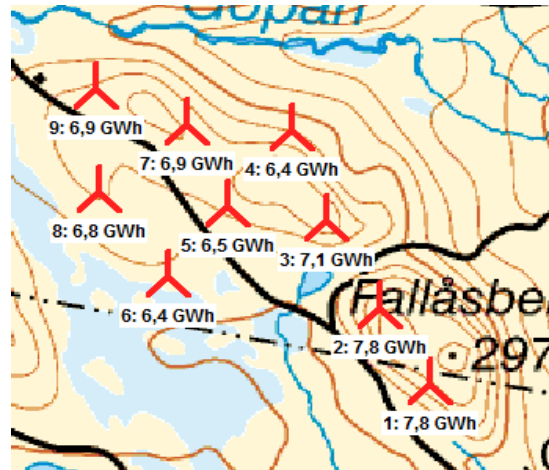 Gopån
9: 6,9 GWh
7: 6,9 GWh
4: 6,4 GWh
8: 6,8 GWh
5: 6,5 GWh
3: 7,1 GWh
6: 6,4 GWh
Fallåsbe
2: 7,8 GWh
297
1: 7,8 GWh